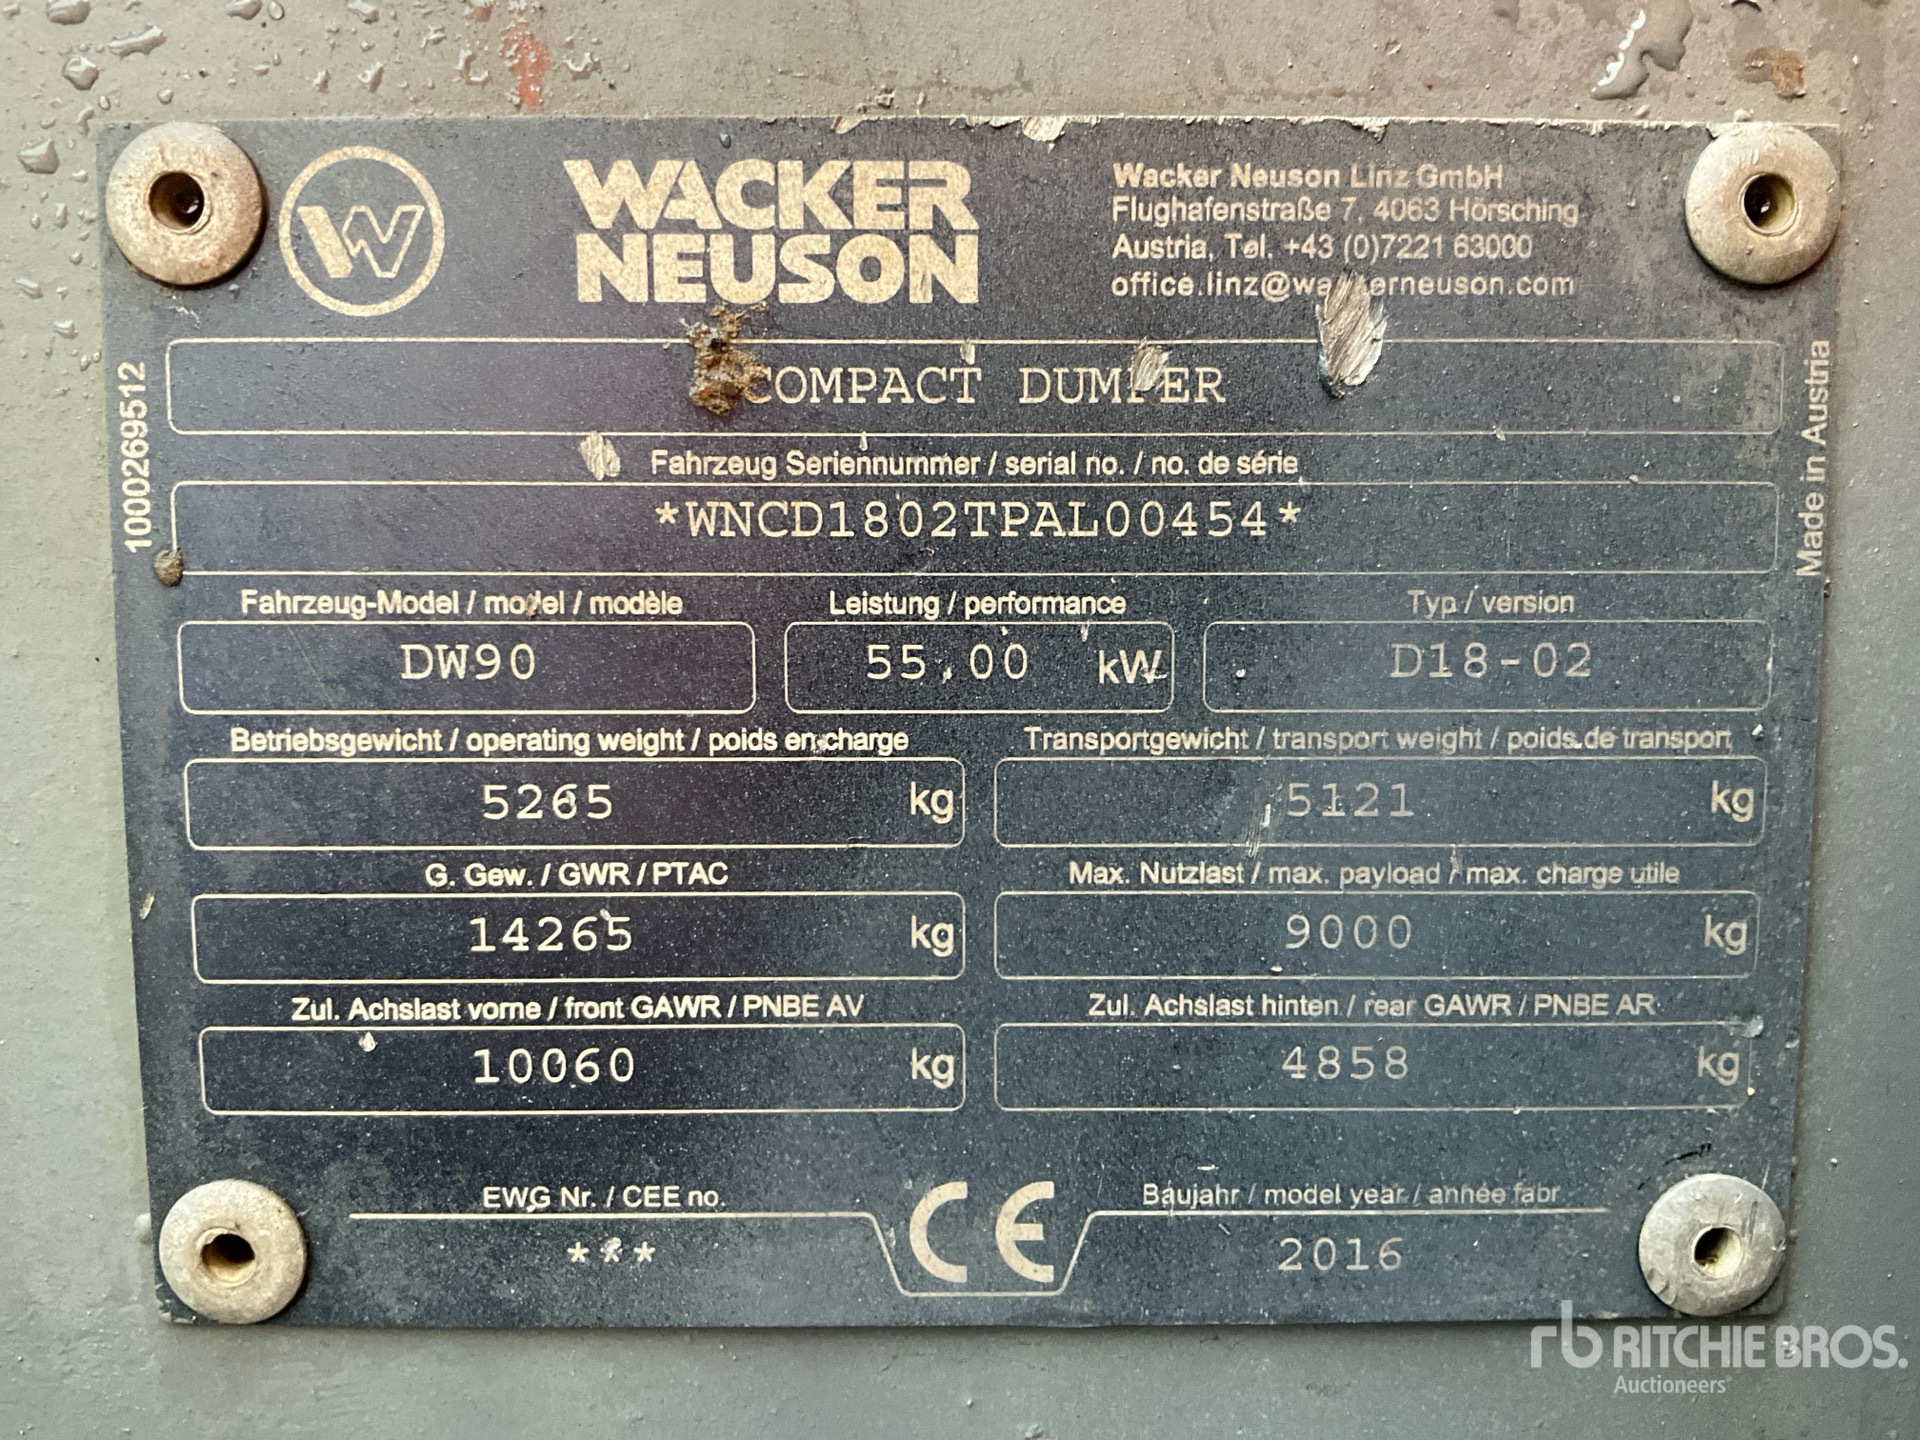 WACKER
NEUSON
Wacker Neuson Linz GmbH
Flughafenstraße 7, 4063 Hörsching
Austria, Tel. +43 (0)7221 63000
office.linz@wackerneuson.com
1000269512
COMPACT DUMPER
Made in Austria
Fahrzeug Seriennummer / serial no. / no. de série
*WNCD1802TPAL00454*
Fahrzeug-Model / model / modèle Leistung / performance Typ / version
DW90 55.00 kW D18-02
Betriebsgewicht / operating weight / poids en charge Transportgewicht / transport weight / poids de transport
5265 kg 5121 kg
G. Gew. / GWR / PTAC Max. Nutzlast / max. payload / max. charge utile
14265 kg 9000 kg
Zul. Achslast vorne / front GAWR / PNBE AV Zul. Achslast hinten / rear GAWR / PNBE AR
10060 kg 4858 kg
EWG Nr. / CEE no. CE Baujahr / model year / année fabr
*** 2016
rb RITCHIE BROS.
Auctioneers